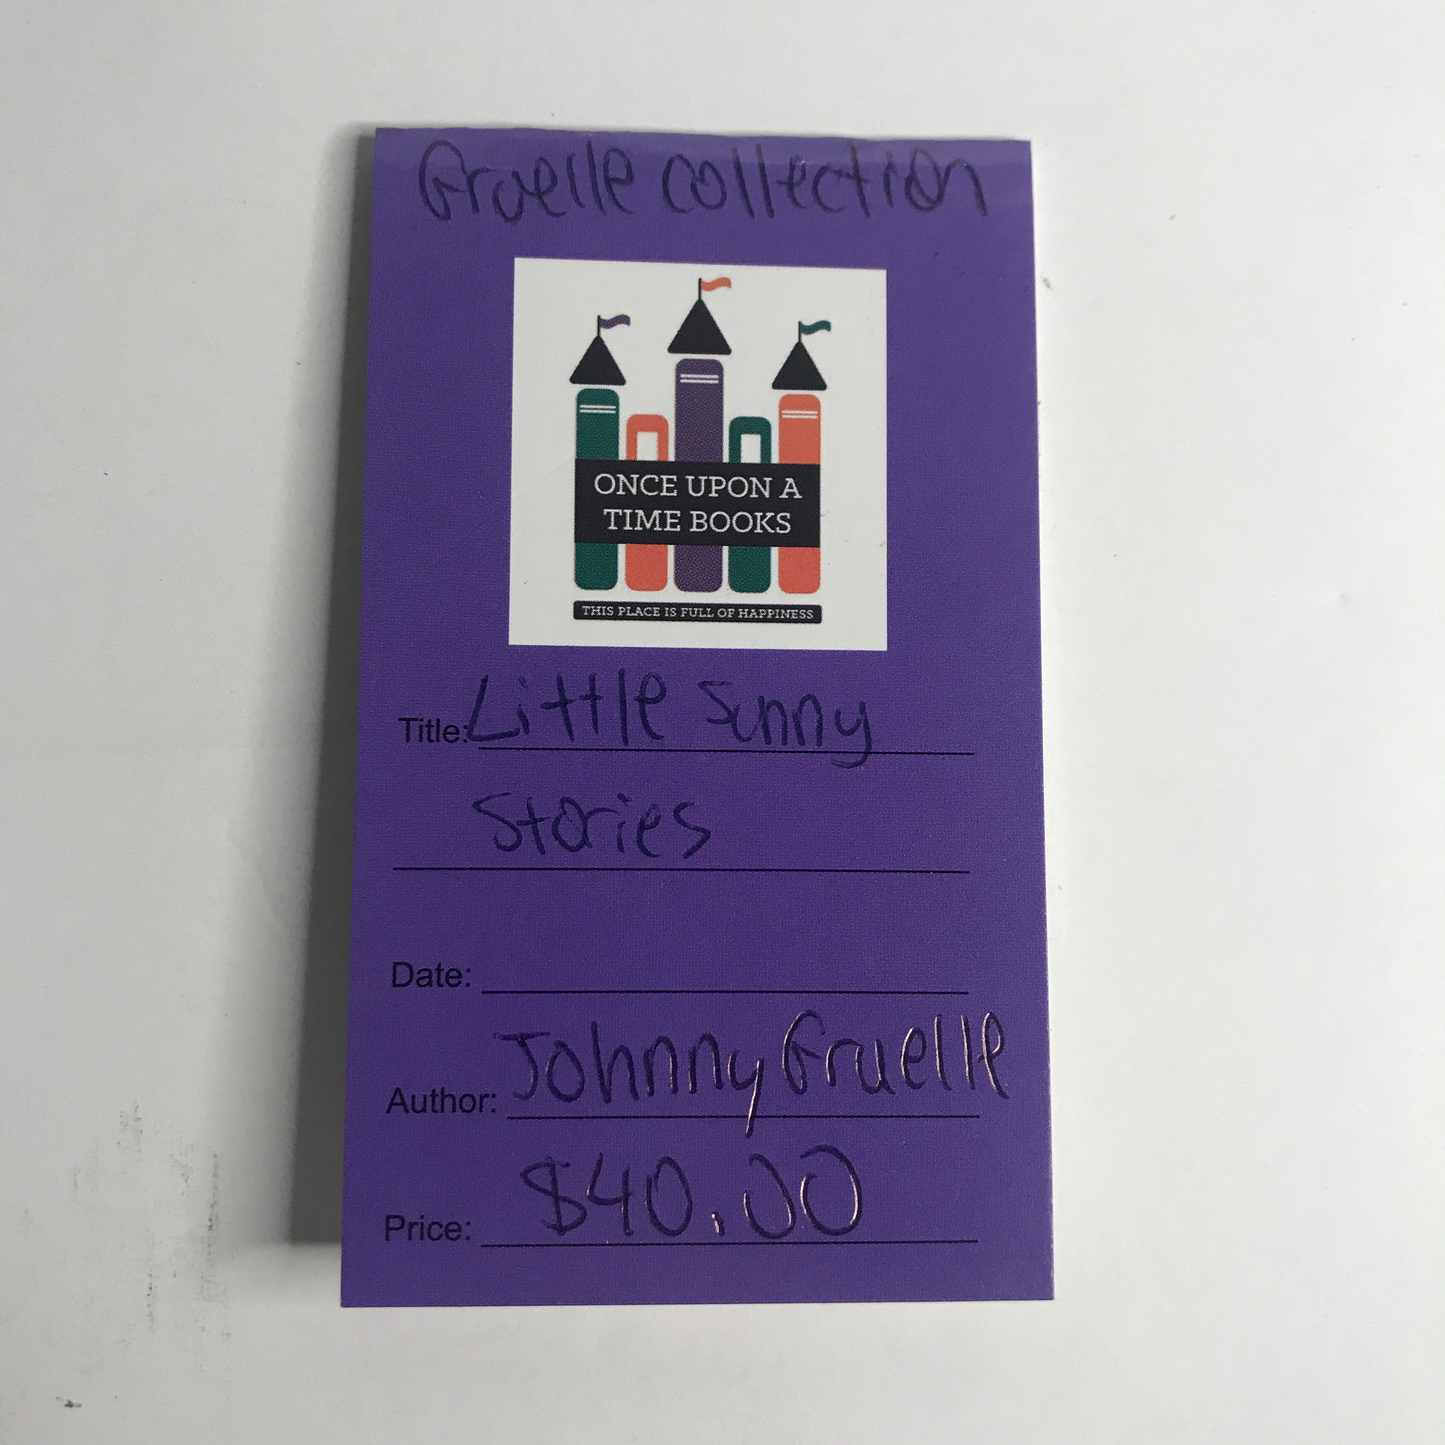 Gruelle collection
ONCE UPON A
TIME BOOKS
THIS PLACE IS FULL OF HAPPINESS
Title: Little Sunny
Stories
Date:
Author: Johnny Gruelle
Price: $40.00